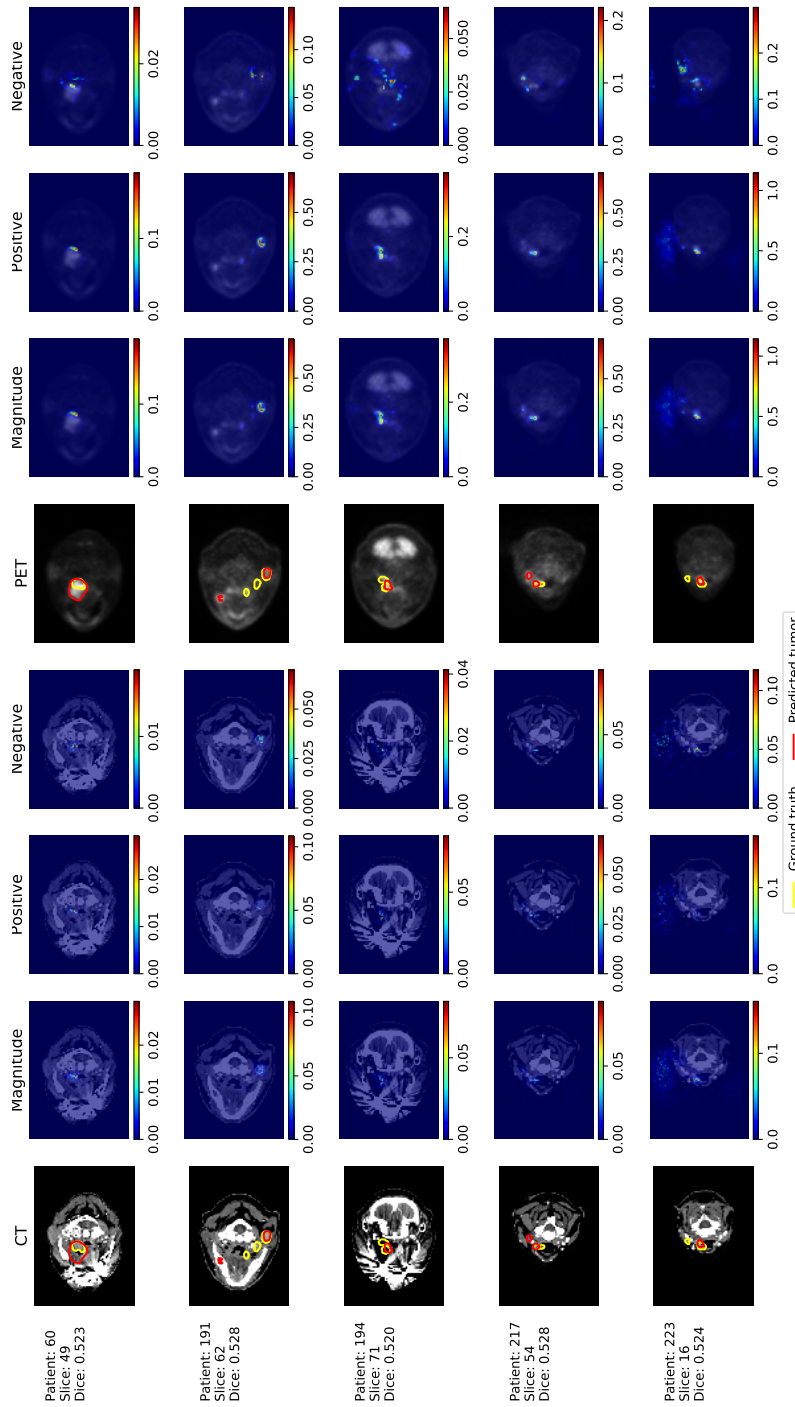 CT Magnitude Positive Negative PET Magnitude Positive Negative
Patient: 60
Slice: 49
Dice: 0.523
0.00 0.01 0.02 0.00 0.01 0.02 0.00 0.01 0.0 0.1 0.0 0.1 0.00 0.02
Patient: 191
Slice: 62
Dice: 0.528
0.00 0.05 0.10 0.00 0.05 0.10 0.000 0.025 0.050 0.00 0.25 0.50 0.00 0.25 0.50 0.00 0.05 0.10
Patient: 194
Slice: 71
Dice: 0.520
0.00 0.05 0.00 0.05 0.00 0.02 0.04 0.0 0.2 0.0 0.2 0.000 0.025 0.050
Patient: 217
Slice: 54
Dice: 0.528
0.00 0.05 0.000 0.025 0.050 0.00 0.05 0.00 0.25 0.50 0.00 0.25 0.50 0.0 0.1 0.2
Patient: 223
Slice: 16
Dice: 0.524
0.0 0.1 0.0 0.1 0.00 0.05 0.10 0.0 0.5 1.0 0.0 0.5 1.0 0.0 0.1 0.2
Ground truth Predicted tumor